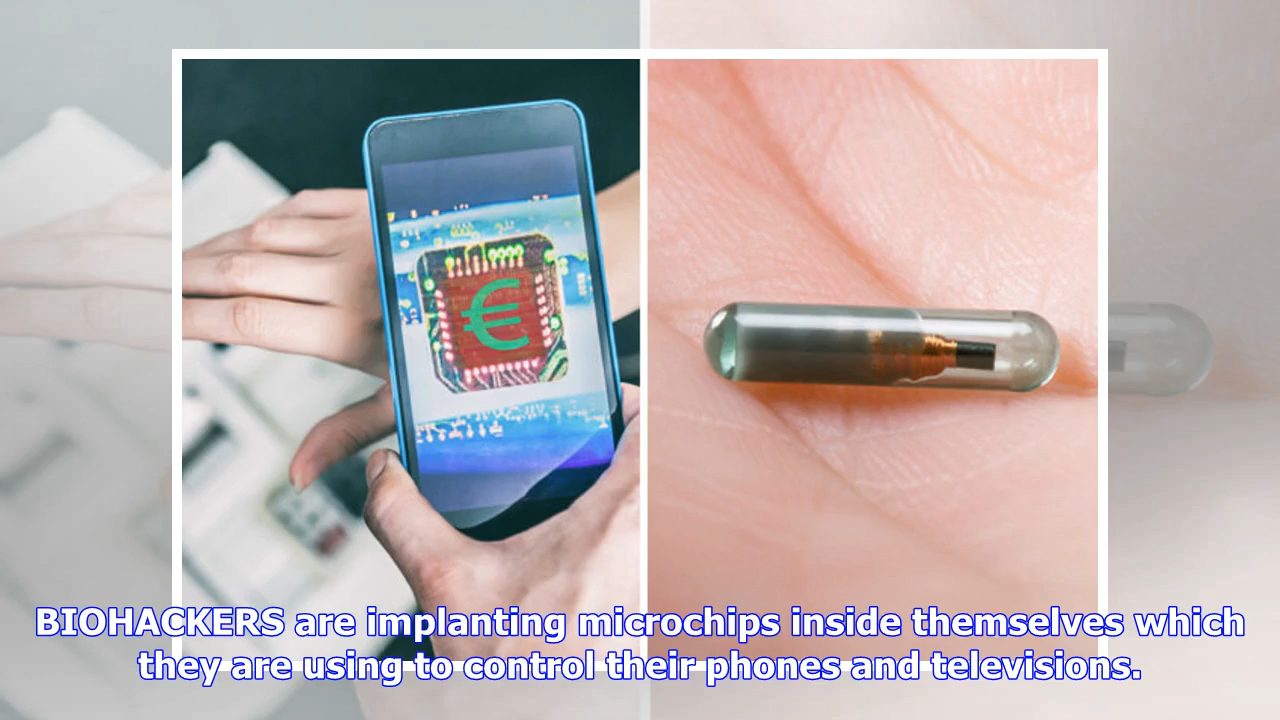 €
BIOHACKERS are implanting microchips inside themselves which
they are using to control their phones and televisions.